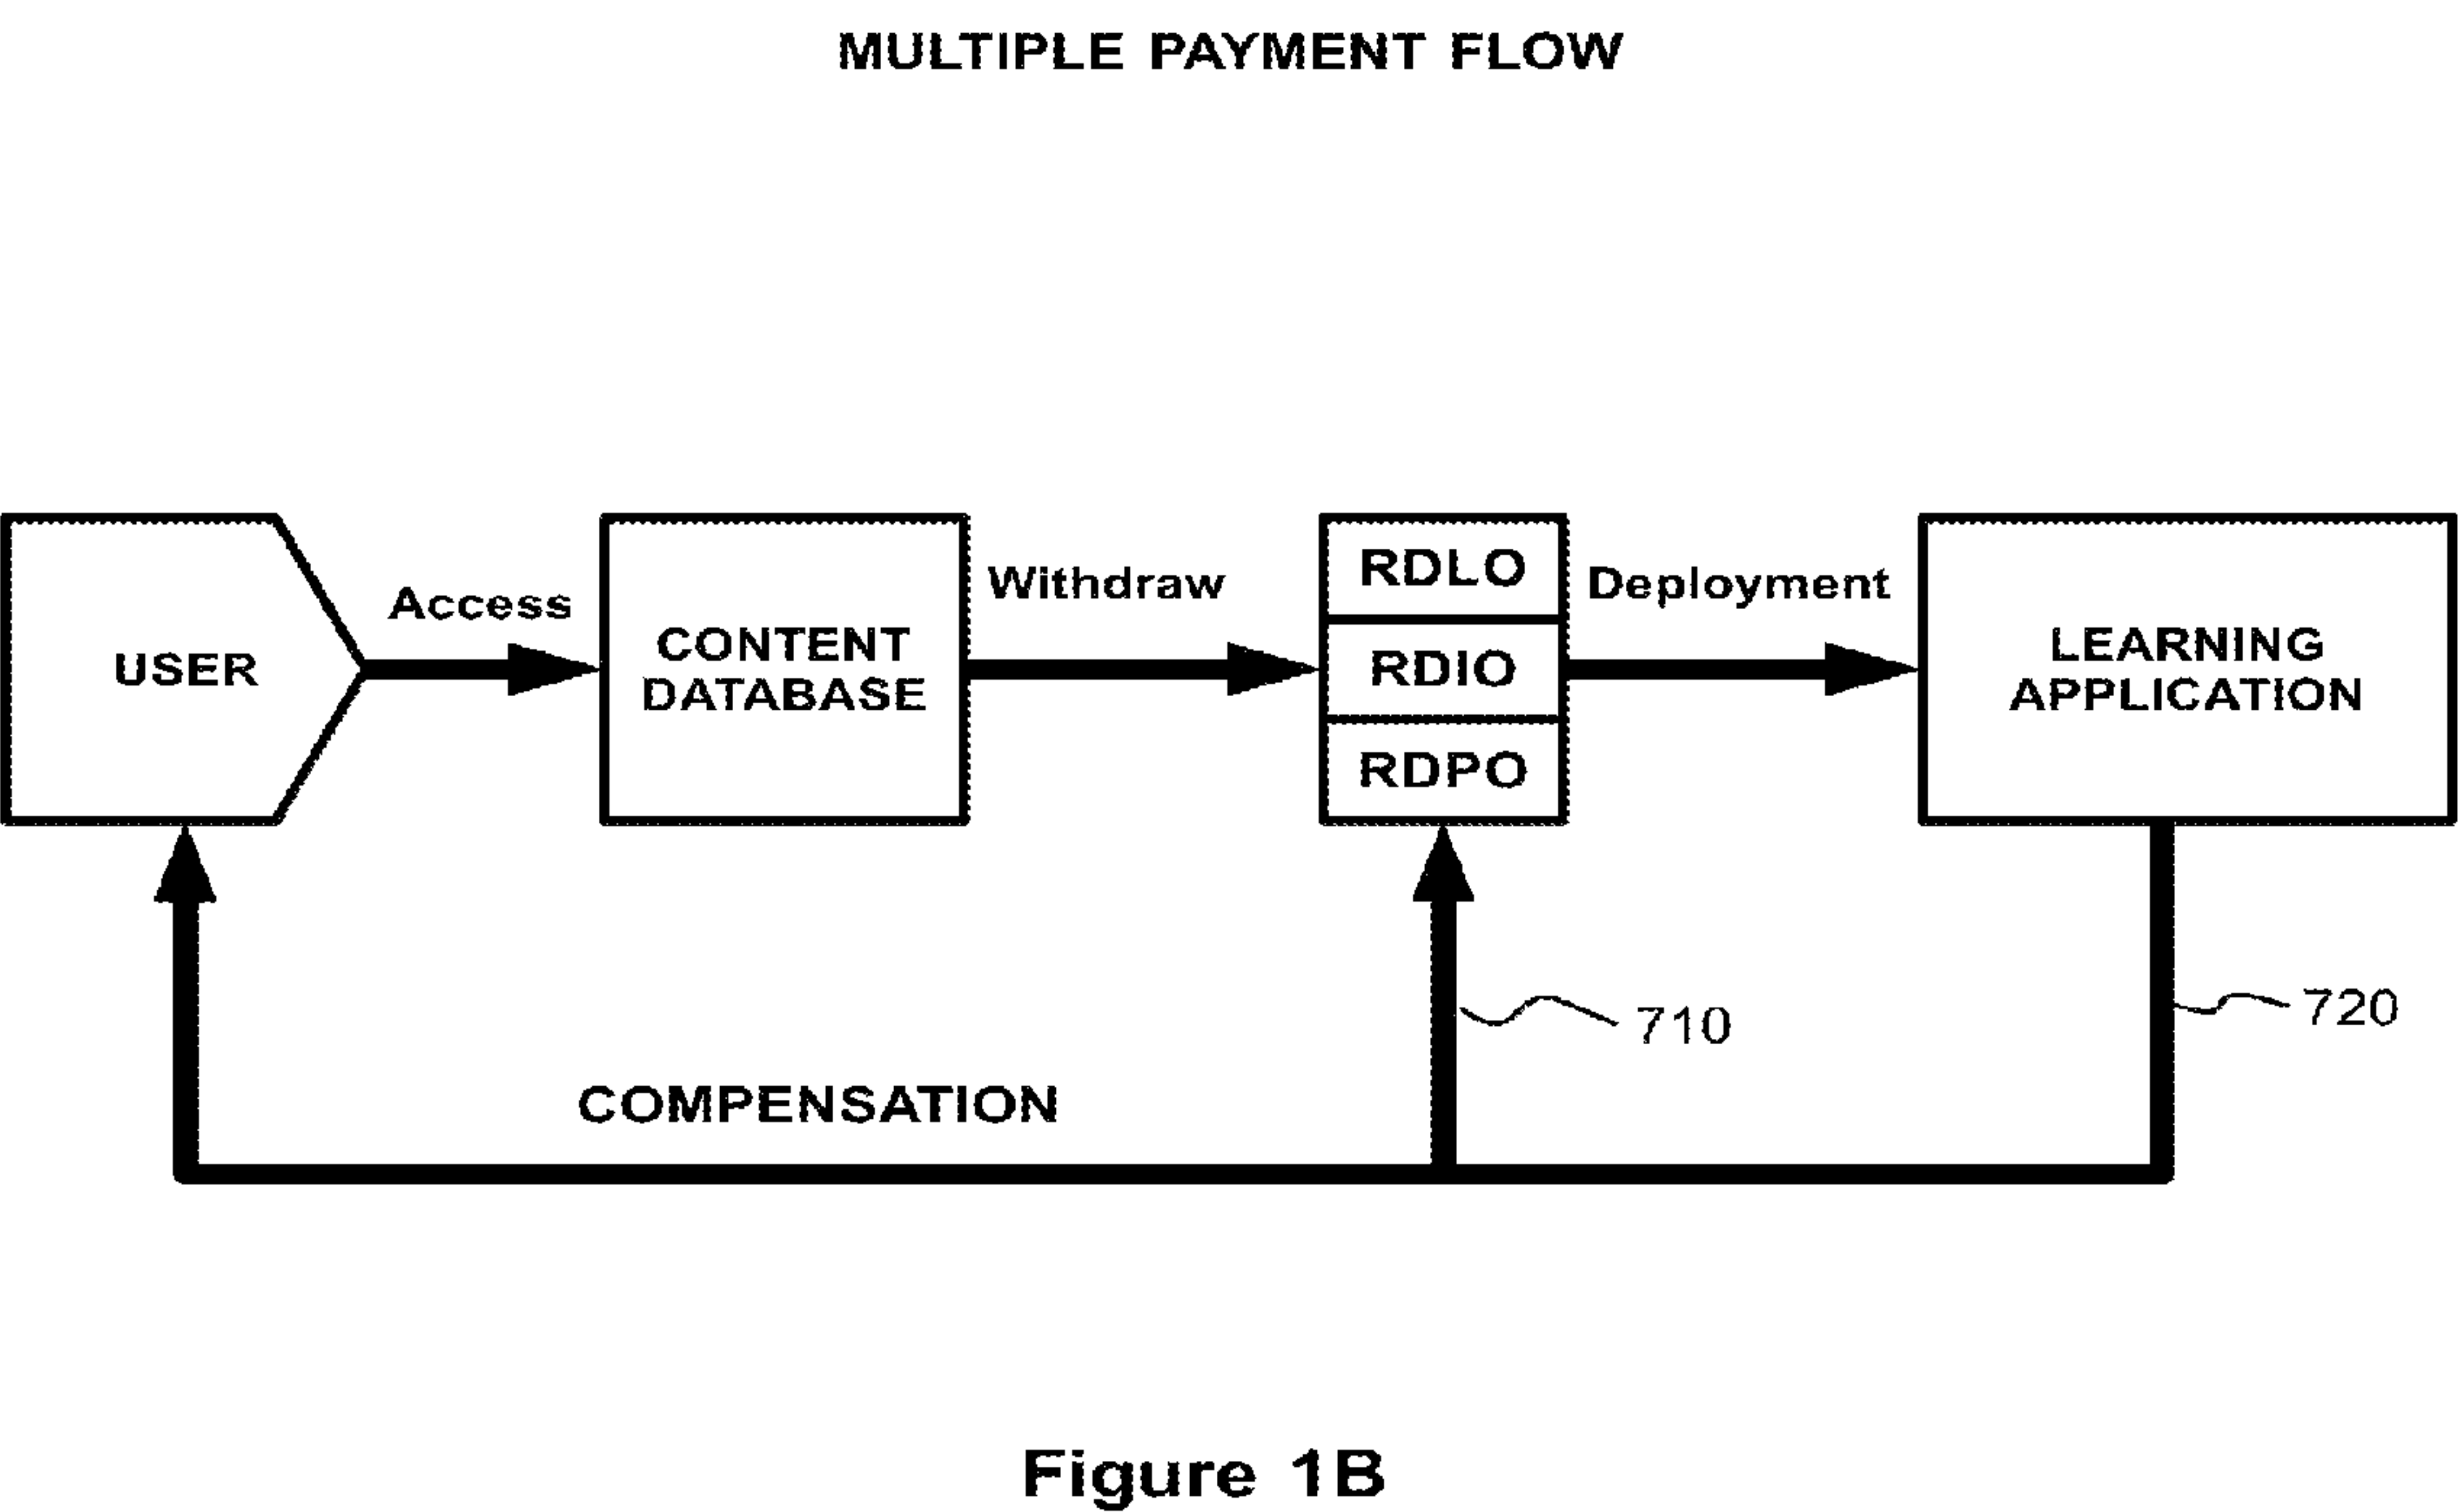 MULTIPLE PAYMENT FLOW
USER
Access
CONTENT
DATABASE
Withdraw
RDLO
RDIO
RDPO
Deployment
LEARNING
APPLICATION
710
720
COMPENSATION
Figure 1B